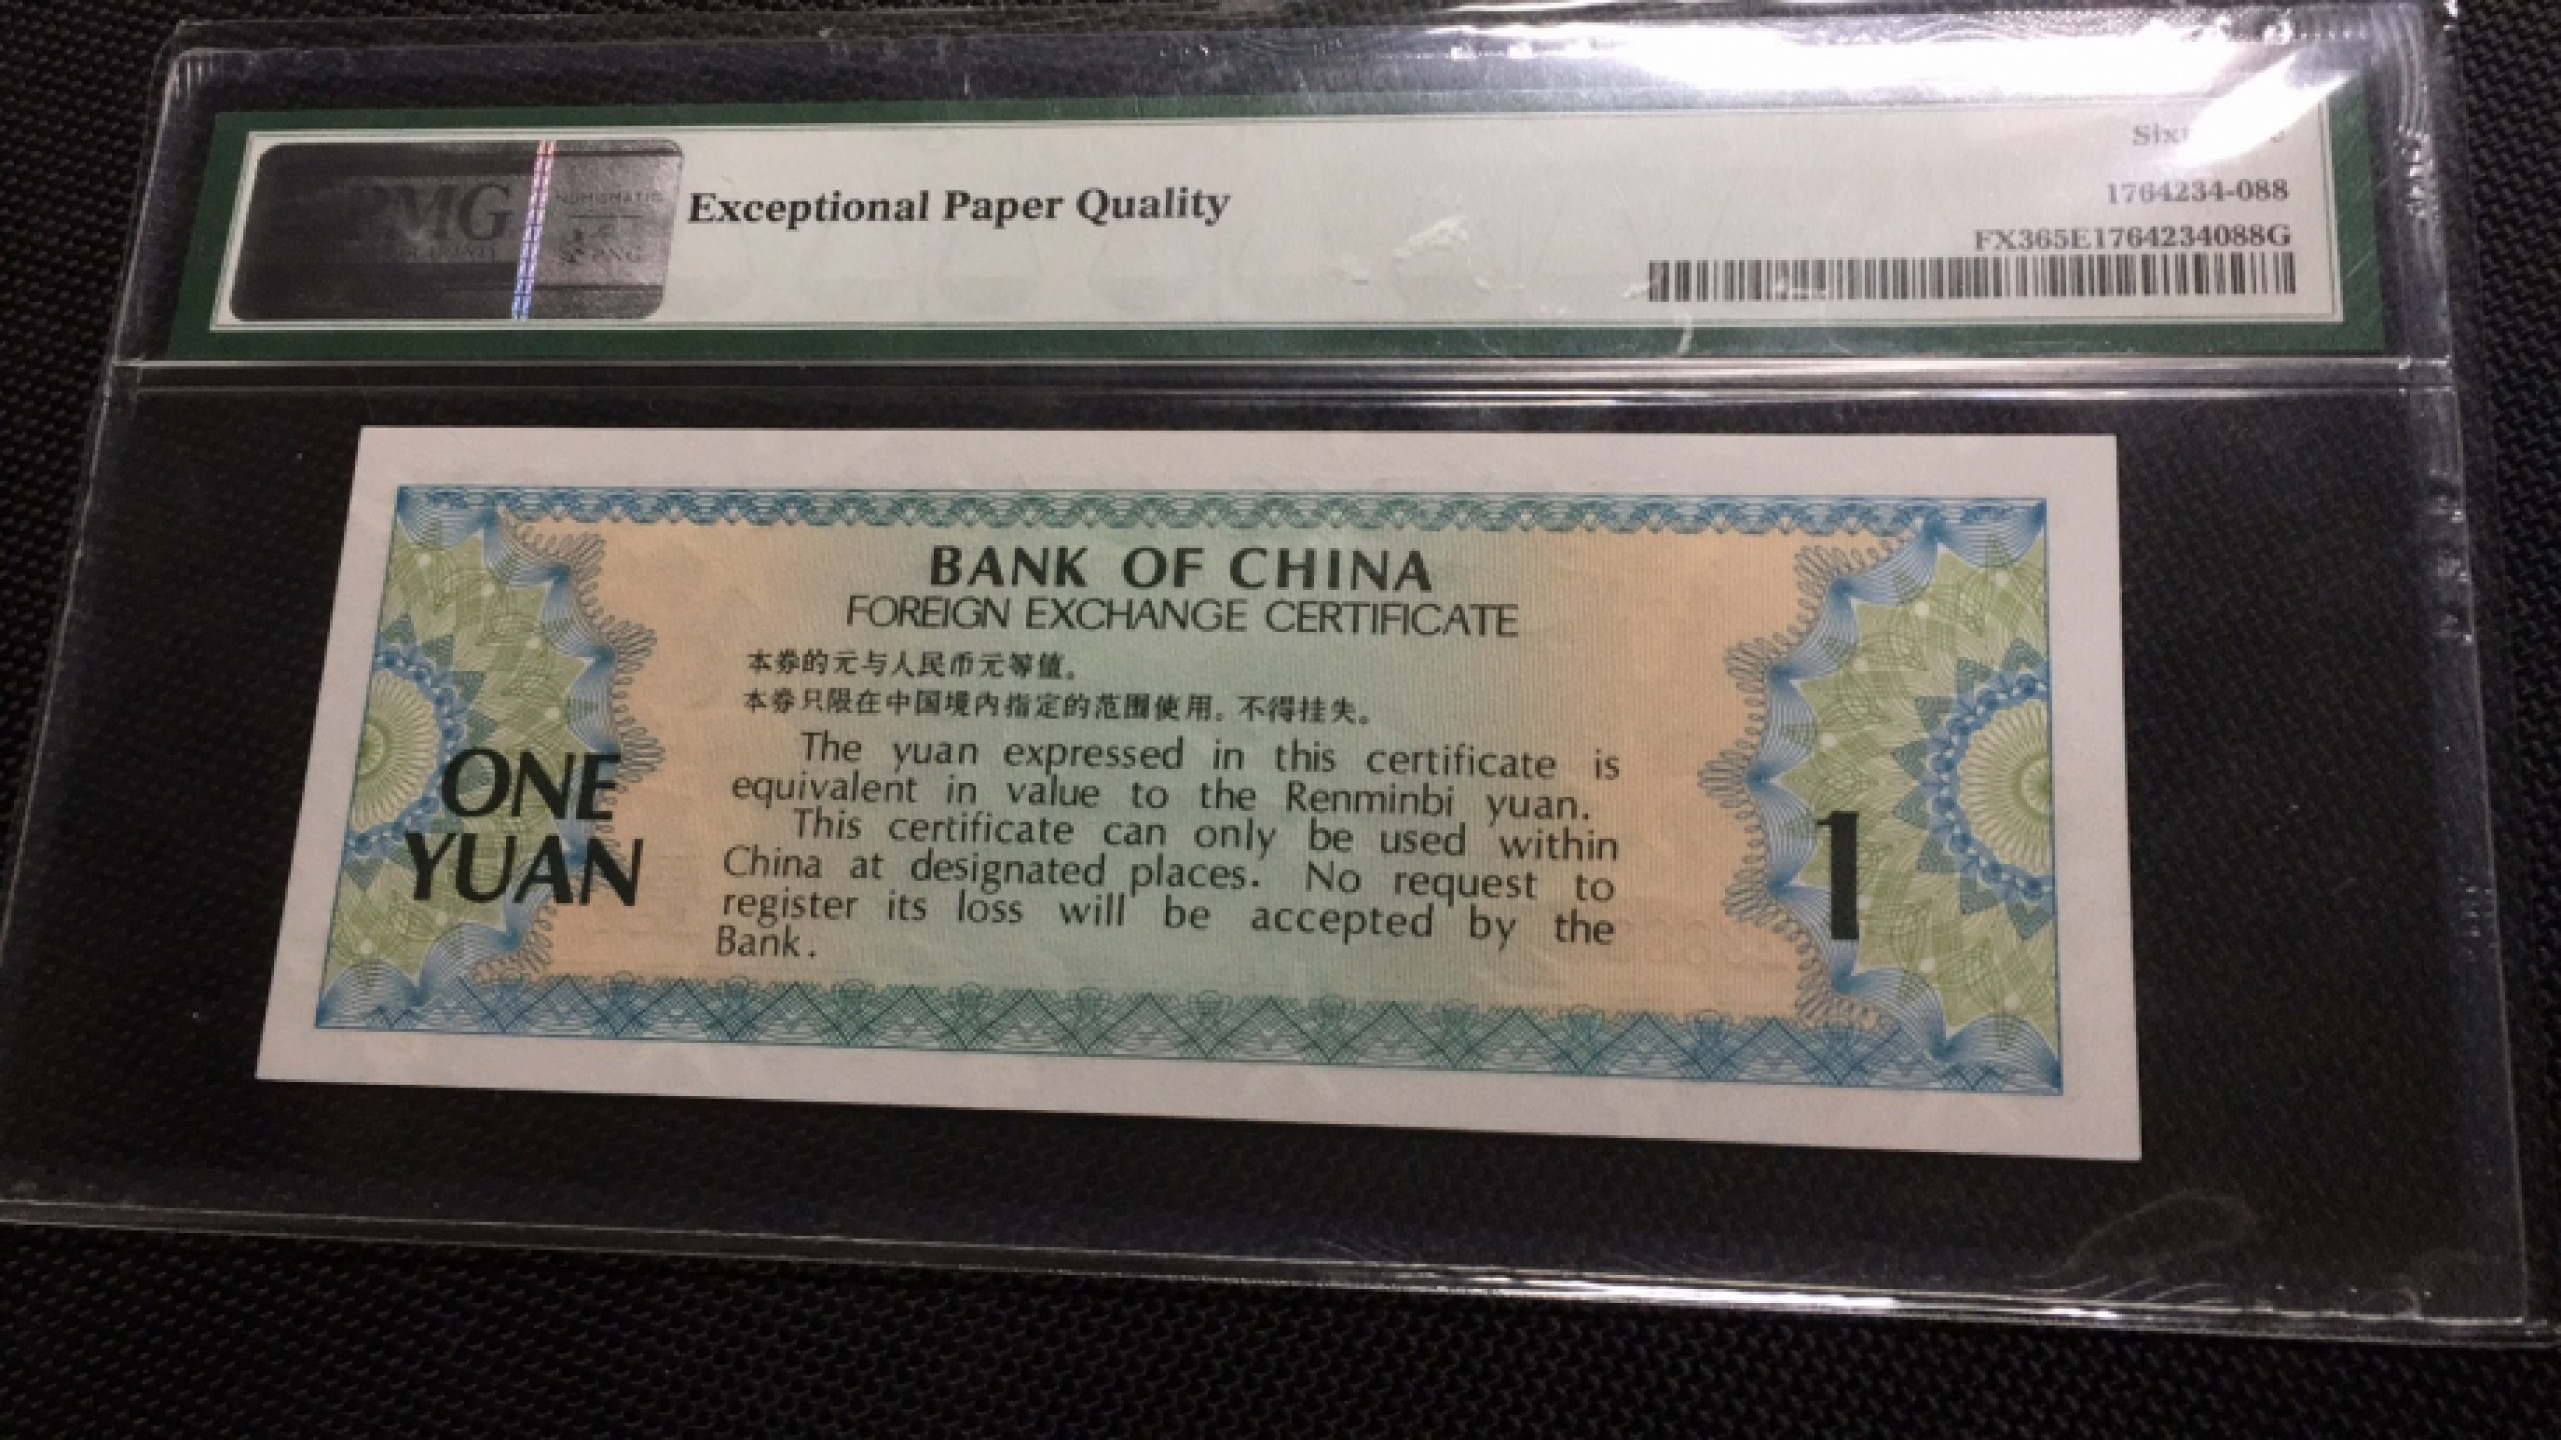 PMG
NUMISMATIC
PNG
Exceptional Paper Quality
1764234-088
FX365E1764234088G
BANK OF CHINA
FOREIGN EXCHANGE CERTIFICATE
本券的元与人民币元等值。
本券只限在中国境内指定的范围使用。不得挂失。
The yuan expressed in this certificate is
equivalent in value to the Renminbi yuan.
This certificate can only be used within
China at designated places. No request to
register its loss will be accepted by the
Bank.
ONE
YUAN
1